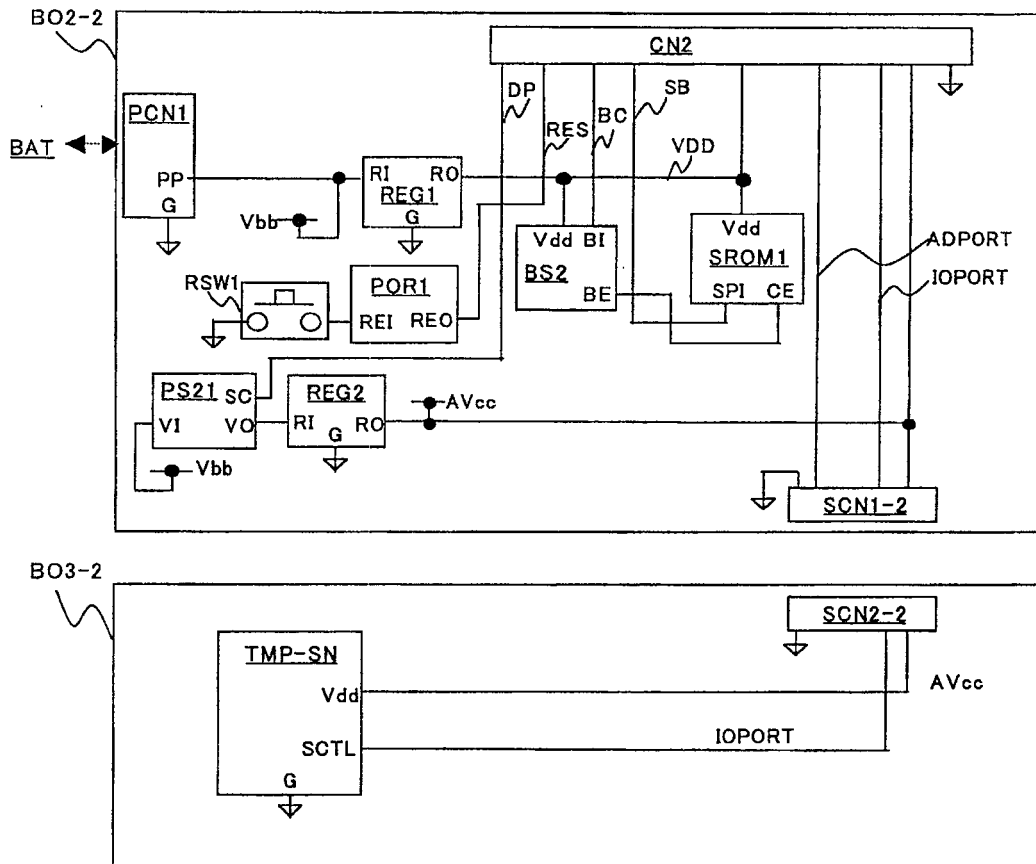 BO2-2
CN2
DP
SB
PCN1
RES
BC
BAT
VDD
PP
RI
RO
REG1
G
G
Vbb
Vdd
BI
Vdd
ADPORT
BS2
SROM1
RSW1
POR1
BE
SPI
CE
IOPORT
REI
REO
PS21
SC
REG2
AVcc
VI
VO
RI
RO
G
Vbb
SCN1-2
BO3-2
SCN2-2
TMP-SN
Vdd
AVcc
SCTL
IOPORT
G